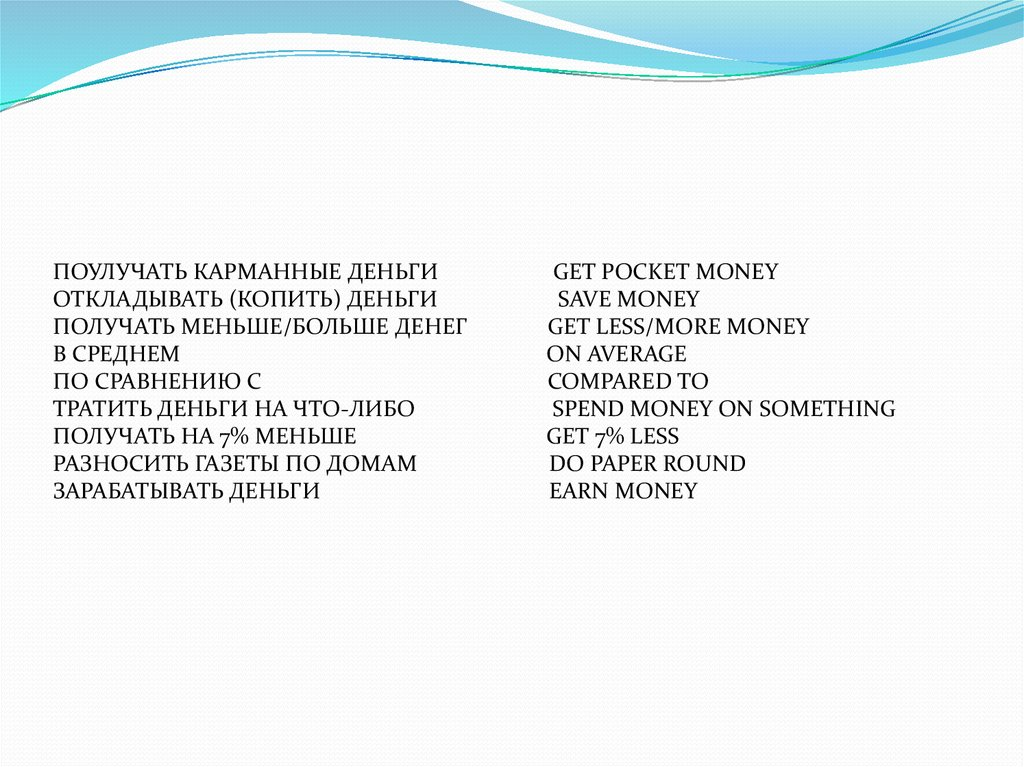 ПОУЛУЧАТЬ КАРМАННЫЕ ДЕНЬГИ GET POCKET MONEY
ОТКЛАДЫВАТЬ (КОПИТЬ) ДЕНЬГИ SAVE MONEY
ПОЛУЧАТЬ МЕНЬШЕ/БОЛЬШЕ ДЕНЕГ GET LESS/MORE MONEY
В СРЕДНЕМ ON AVERAGE
ПО СРАВНЕНИЮ С COMPARED TO
ТРАТИТЬ ДЕНЬГИ НА ЧТО-ЛИБО SPEND MONEY ON SOMETHING
ПОЛУЧАТЬ НА 7% МЕНЬШЕ GET 7% LESS
РАЗНОСИТЬ ГАЗЕТЫ ПО ДОМАМ DO PAPER ROUND
ЗАРАБАТЫВАТЬ ДЕНЬГИ EARN MONEY